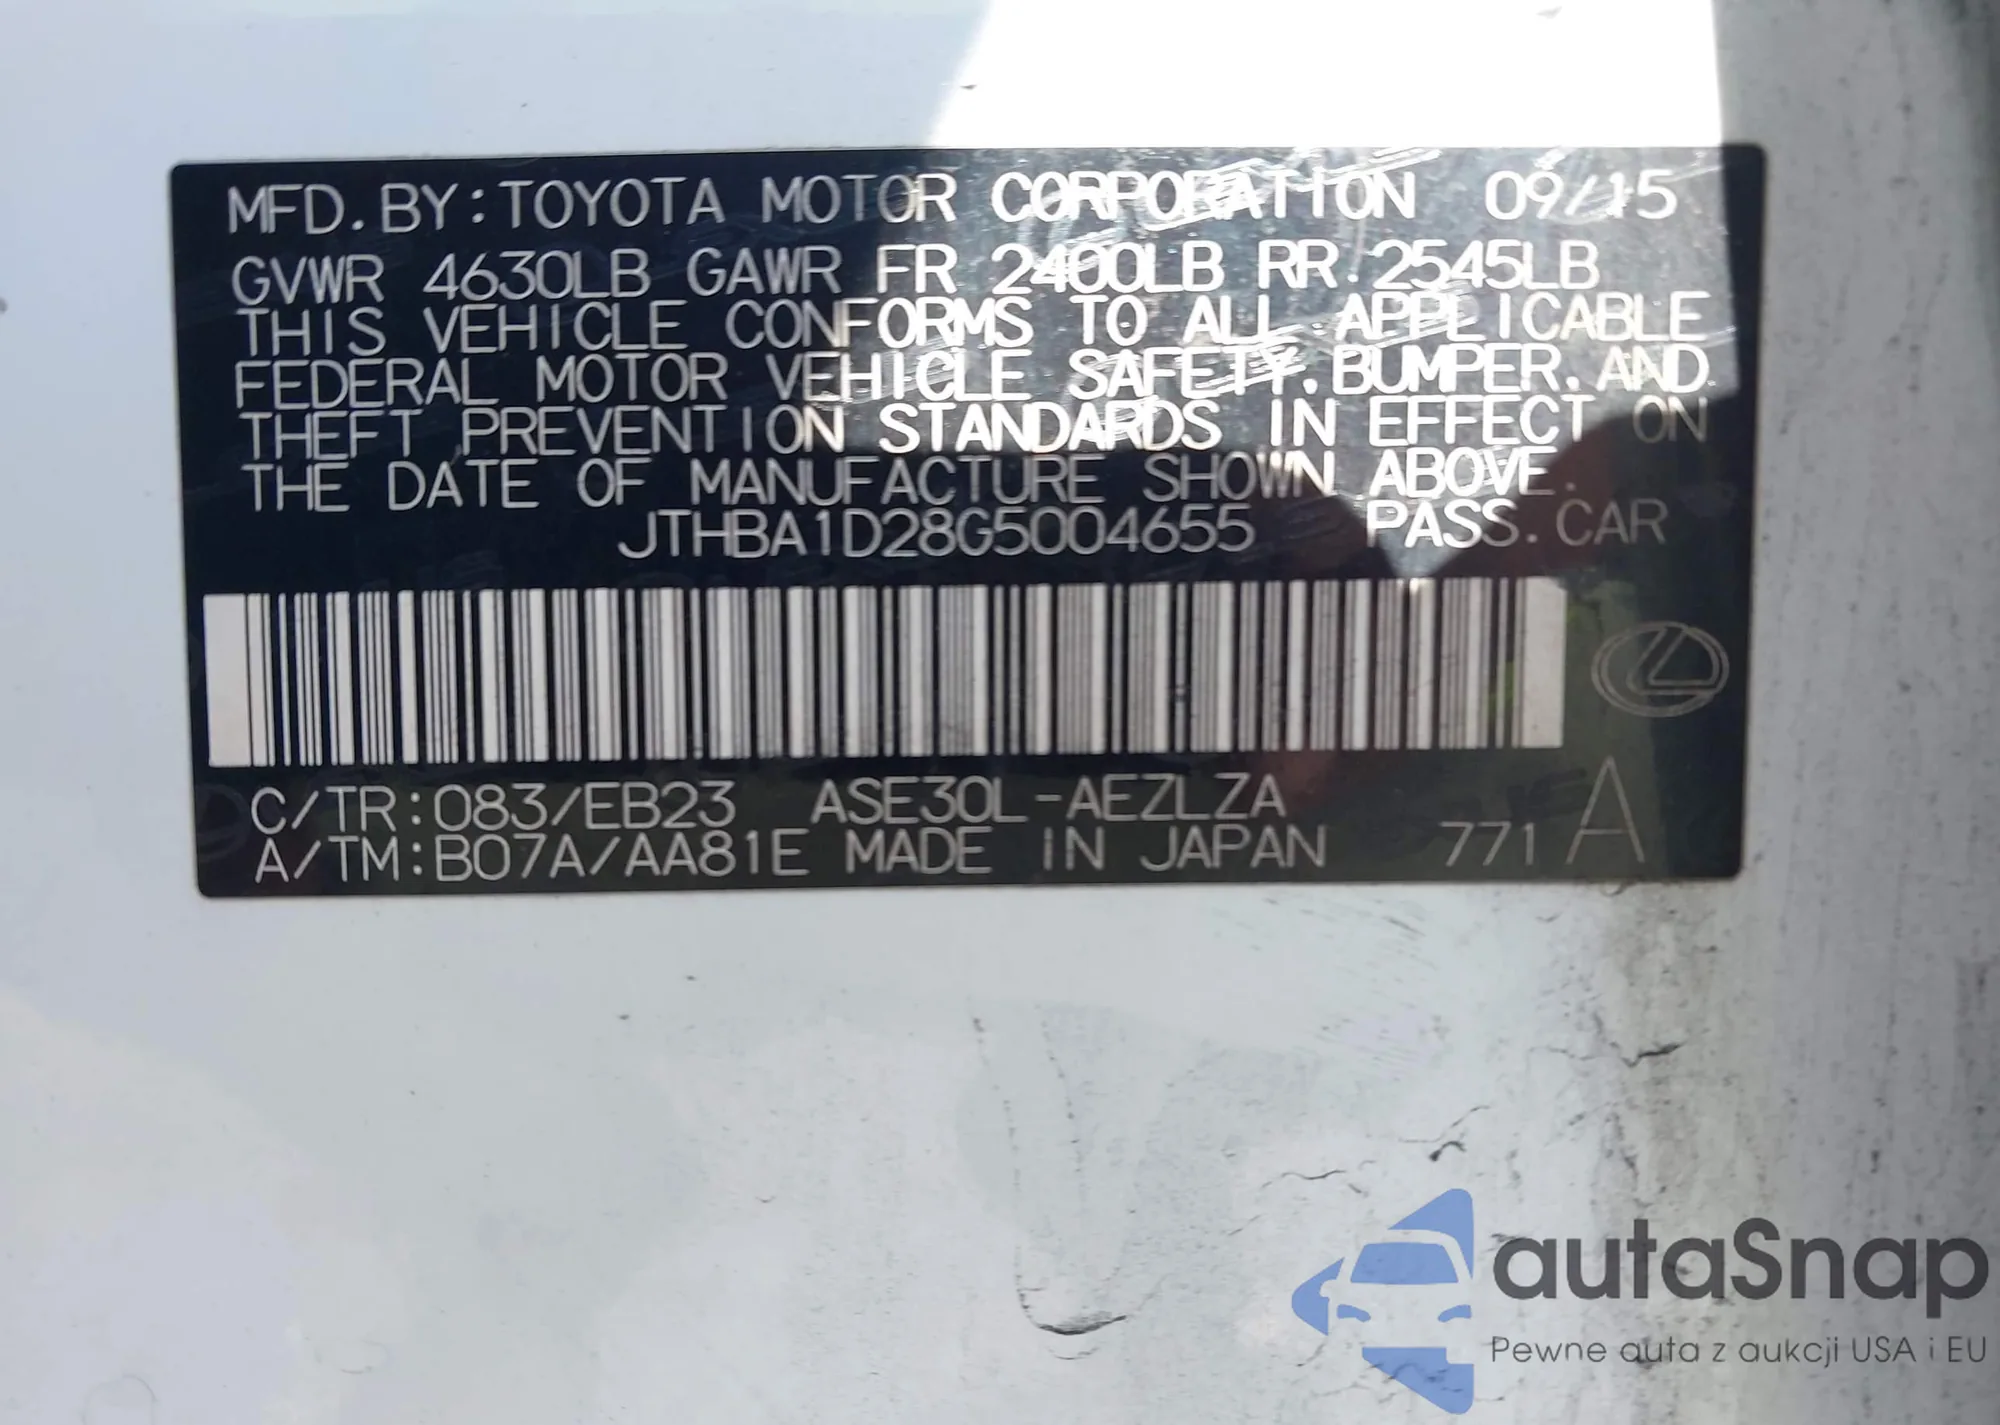 MFD. BY: TOYOTA MOTOR CORPORATION 09/15
GVWR 4630LB GAWR FR 2400LB RR 2545LB
THIS VEHICLE CONFORMS TO ALL APPLICABLE
FEDERAL MOTOR VEHICLE SAFETY, BUMPER, AND
THEFT PREVENTION STANDARDS IN EFFECT ON
THE DATE OF MANUFACTURE SHOWN ABOVE.
JTHBA1D28G5004655 PASS. CAR
C/TR: 083/EB23 ASE30L-AEZLZA
A/TM: B07A/AA81E MADE IN JAPAN 771 A
autaSnap
Pewne auta z aukcji USA i EU